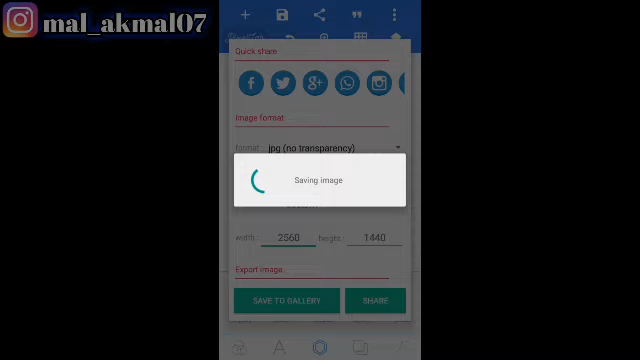 mal_akmal07
PixelLab
Quick share
Image format
format:
jpg (no transparency)
Saving image
width:
2560
height:
1440
Export image
SAVE TO GALLERY
SHARE